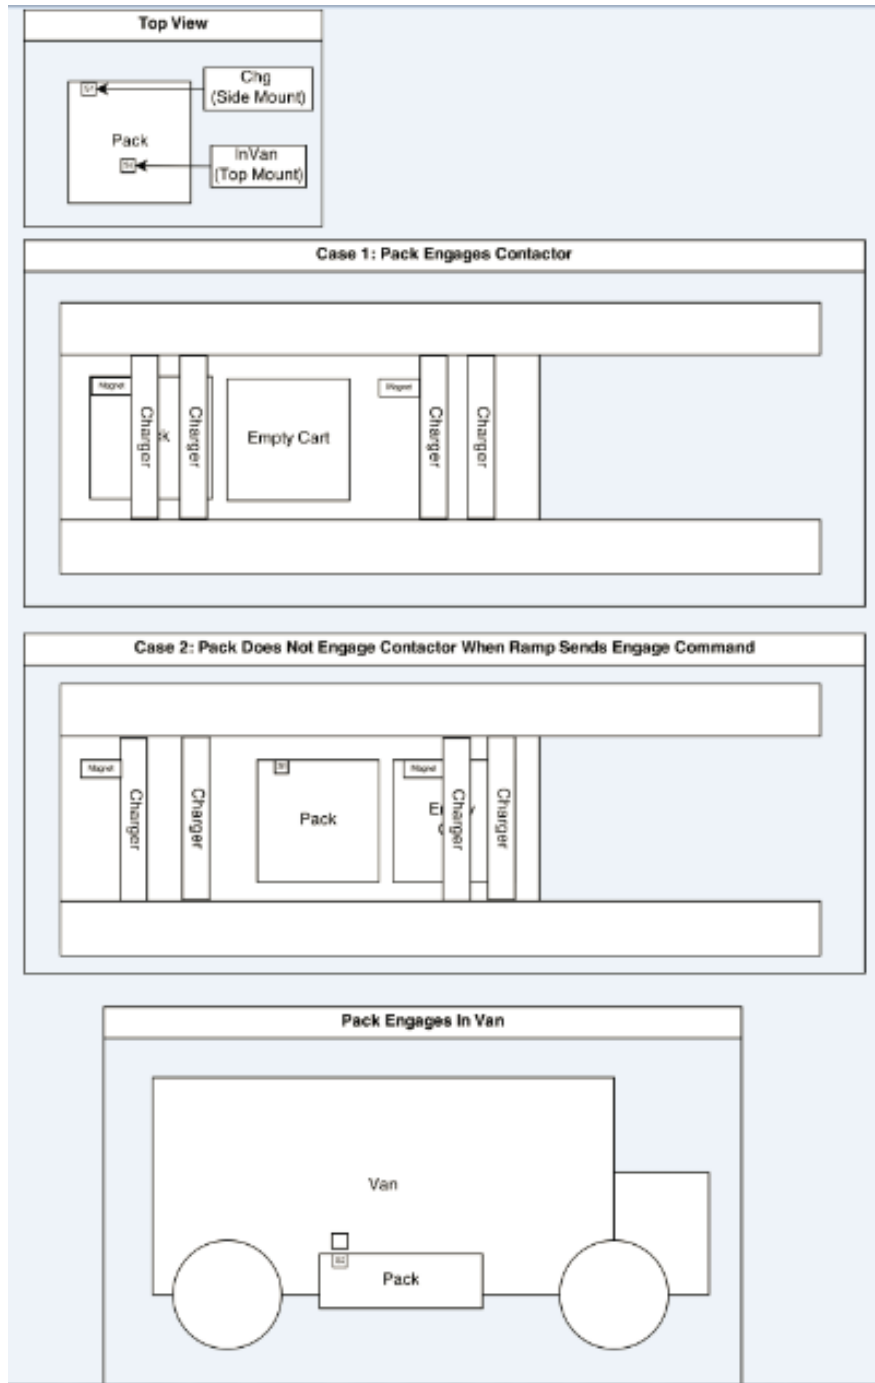 Top View
Chg
(Side Mount)
Pack
InVan
(Top Mount)
Case 1: Pack Engages Contactor
Magnet
Magnet
Charger
Charger
Empty Cart
Charger
Charger
Case 2: Pack Does Not Engage Contactor When Ramp Sends Engage Command
Magnet
Magnet
Charger
Charger
Pack
Charger
Charger
Pack Engages In Van
Van
S2
Pack